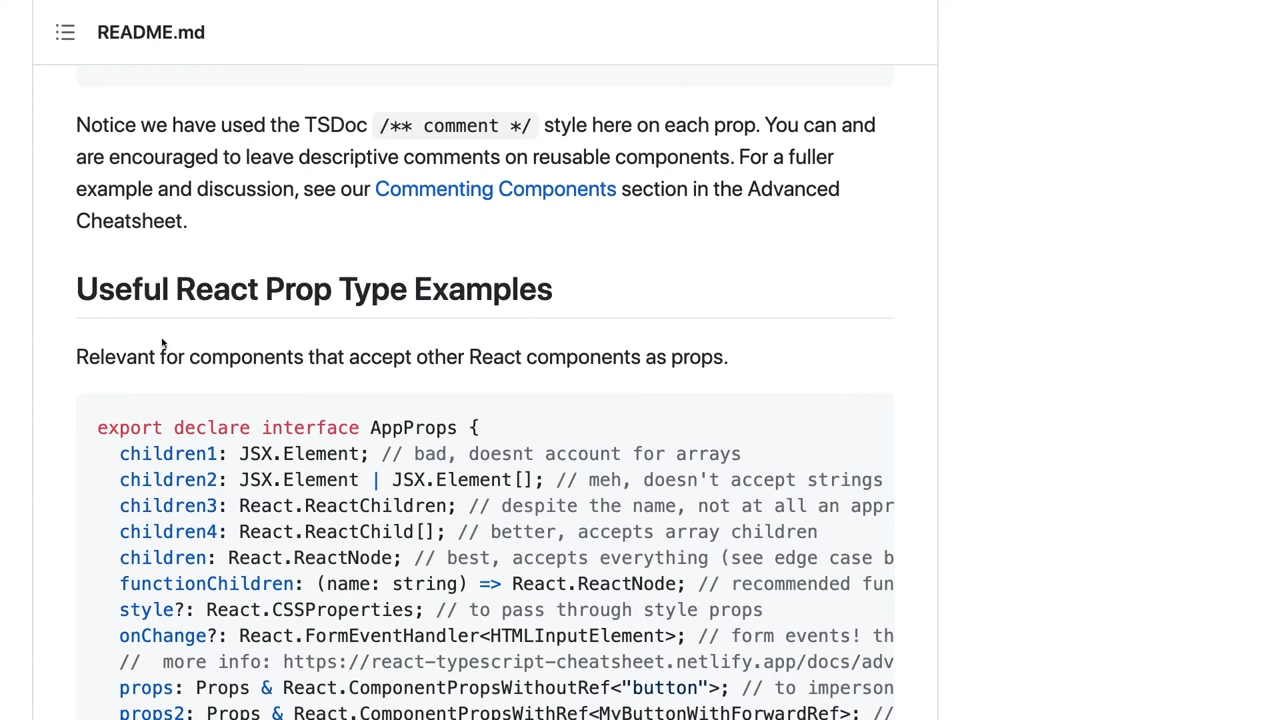 README.md
Notice we have used the TSDoc /** comment */ style here on each prop. You can and
are encouraged to leave descriptive comments on reusable components. For a fuller
example and discussion, see our Commenting Components section in the Advanced
Cheatsheet.
Useful React Prop Type Examples
Relevant for components that accept other React components as props.
export declare interface AppProps {
children1: JSX.Element; // bad, doesnt account for arrays
children2: JSX.Element | JSX.Element[]; // meh, doesn't accept strings
children3: React.ReactChildren; // despite the name, not at all an appr
children4: React.ReactChild[]; // better, accepts array children
children: React.ReactNode; // best, accepts everything (see edge case b
functionChildren: (name: string) => React.ReactNode; // recommended fun
style?: React.CSSProperties; // to pass through style props
onChange?: React.FormEventHandler<HTMLInputElement>; // form events! th
// more info: https://react-typescript-cheatsheet.netlify.app/docs/adv
props: Props & React.ComponentPropsWithoutRef<"button">; // to imperson
props2: Props & React.ComponentPropsWithRef<MyButtonWithForwardRef>; //